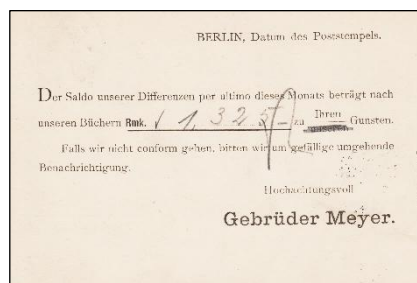 BERLIN, Datum des Poststempels.
Der Saldo unserer Differenzen per ultimo dieses Monats beträgt nach
unseren Büchern Rmk. 1,325 — zu Ihren unseren Gunsten.
Falls wir nicht conform gehen, bitten wir um gefällige umgehende
Benachrichtigung.
Hochachtungsvoll
Gebrüder Meyer.